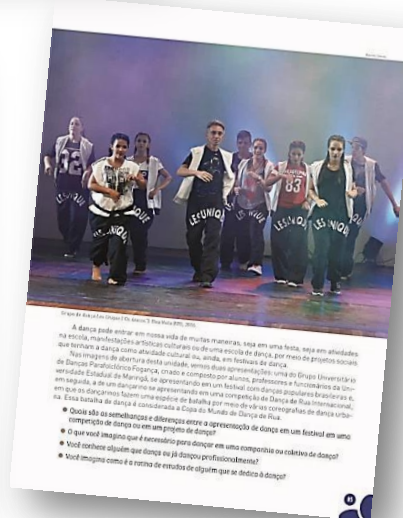 LES UNIQUE
LES UNIQUE
LES UNIQUE
83
32
A dança pode entrar em nossa vida de muitas maneiras, seja em uma festa, seja em atividades
na escola, manifestações artísticas culturais ou de uma escola de dança, por meio de projetos sociais
que tenham a dança como atividade cultural ou, ainda, em festivais da dança.
Nas imagens de abertura desta unidade, vemos duas apresentações: uma do Grupo Universitário
de Danças Parafolclóricas Fogança, criado e composto por alunos, professores e funcionários da Uni-
versidade Estadual de Maringá, se apresentando em um festival com danças populares brasileiras e,
em seguida, a de um dançarino se apresentando em uma competição de Dança de Rua Internacional,
em que os dançarinos fazem uma espécie de batalha por meio de várias coreografias de dança urba-
na. Essa batalha de dança é considerada a Copa do Mundo de Dança de Rua.
● Quais são as semelhanças e diferenças entre a apresentação de dança em um festival em uma
competição de dança ou em um projeto de dança?
● O que você imagina que é necessário para dançar em uma companhia ou coletivo de dança?
● Você conhece alguém que dança ou já dançou profissionalmente?
● Você imagina como é a rotina de estudos de alguém que se dedica à dança?